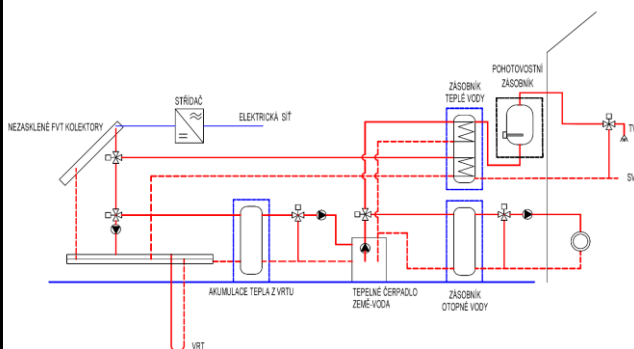 POHOTOVOSTNÍ
ZÁSOBNÍK
ZÁSOBNÍK
TEPLÉ VODY
STŘÍDAČ
ELEKTRICKÁ SÍŤ
NEZASKLENÉ FVT KOLEKTORY
SV
AKUMULACE TEPLA Z VRTU
TEPELNÉ ČERPADLO
ZEMĚ-VODA
ZÁSOBNÍK
OTOPNÉ VODY
VRT